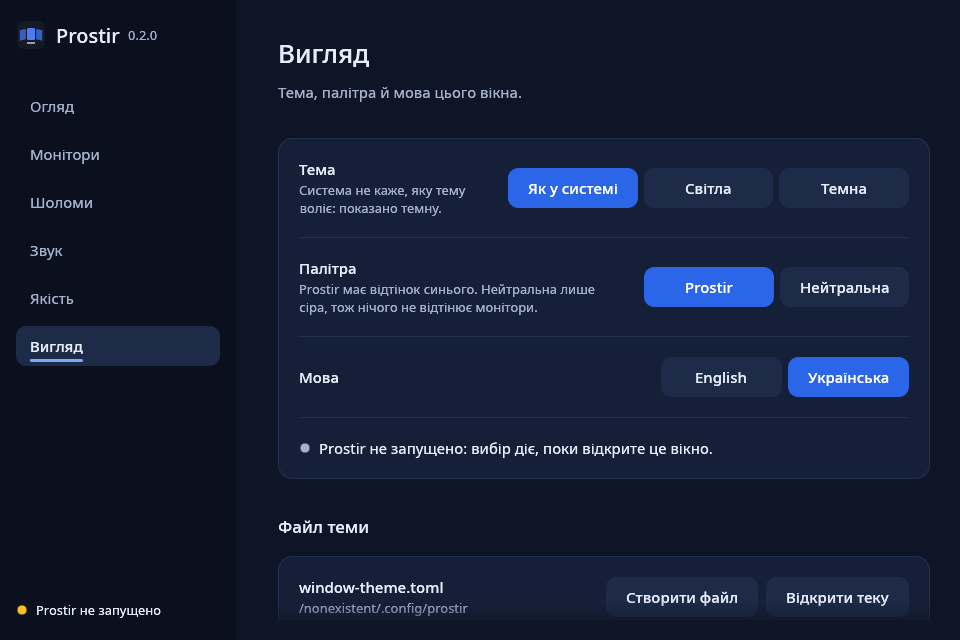 Prostir 0.2.0
Огляд
Монітори
Шоломи
Звук
Якість
Вигляд
Prostir не запущено
Вигляд
Тема, палітра й мова цього вікна.
Тема
Система не каже, яку тему
воліє: показано темну.
Як у системі
Світла
Темна
Палітра
Prostir має відтінок синього. Нейтральна лише
сіра, тож нічого не відтінює монітори.
Prostir
Нейтральна
Мова
English
Українська
Prostir не запущено: вибір діє, поки відкрите це вікно.
Файл теми
window-theme.toml
/nonexistent/.config/prostir
Створити файл
Відкрити теку